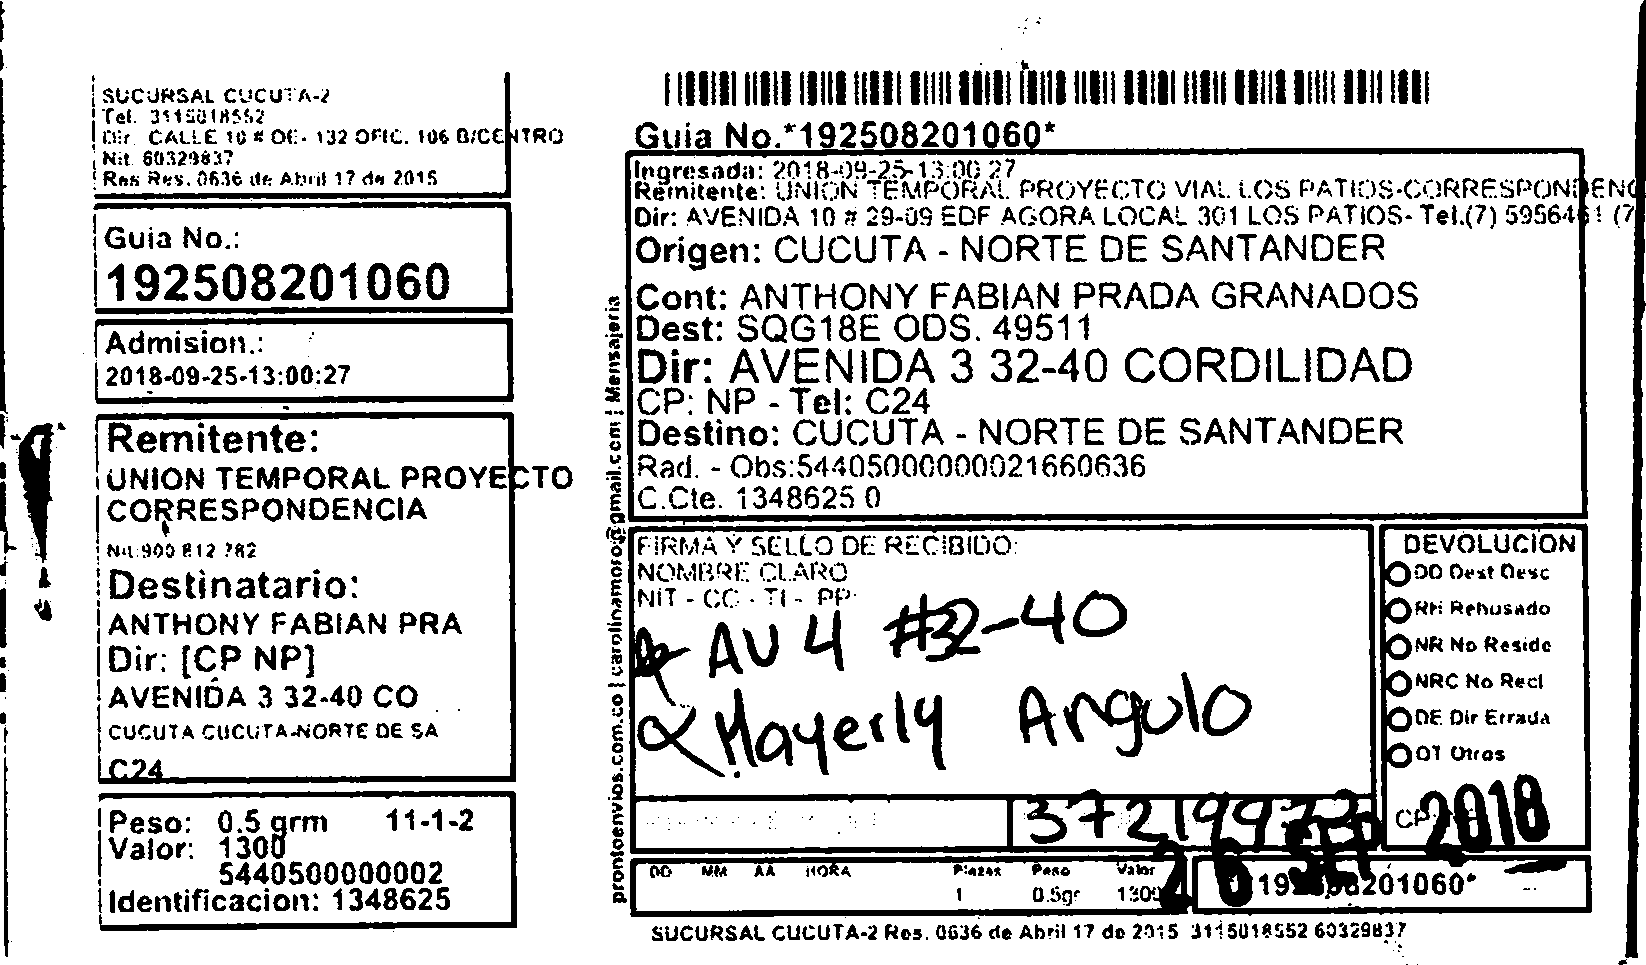 SUCURSAL CUCUTA-2
Tel. 3115018552
Dir. CALLE 10 # OE- 132 OFIC. 106 B/CENTRO
Nit. 60329837
Res Res. 0636 de Abril 17 de 2015
Guia No.:
192508201060
Admision.:
2018-09-25-13:00:27
Remitente:
UNION TEMPORAL PROYECTO
CORRESPONDENCIA
Nit 900 812 782
Destinatario:
ANTHONY FABIAN PRA
Dir: [CP NP]
AVENIDA 3 32-40 CO
CUCUTA CUCUTA-NORTE DE SA
C24
Peso: 0.5 grm 11-1-2
Valor: 1300
5440500000002
Identificacion: 1348625
prontoenvios.com.co | carolinamoro@gmail.com | Mensajeria
Guia No.*192508201060*
Ingresada: 2018-09-25-13:00:27
Remitente: UNION TEMPORAL PROYECTO VIAL LOS PATIOS-CORRESPONDENC
Dir: AVENIDA 10 # 29-09 EDF AGORA LOCAL 301 LOS PATIOS- Tel.(7) 5956461 (7
Origen: CUCUTA - NORTE DE SANTANDER
Cont: ANTHONY FABIAN PRADA GRANADOS
Dest: SQG18E ODS. 49511
Dir: AVENIDA 3 32-40 CORDILIDAD
CP: NP - Tel: C24
Destino: CUCUTA - NORTE DE SANTANDER
Rad. - Obs:544050000000021660636
C.Cte. 1348625 0
FIRMA Y SELLO DE RECIBIDO:
NOMBRE CLARO
NIT - CC - TI - PP:
AV 4 #32-40
Mayerly Angulo
37219973
DEVOLUCION
DD Dest Desc
RH Rehusado
NR No Reside
NRC No Recl
DE Dir Errada
OT Otros
CP
26 SEP 2018
DD MM AA HORA Piezas Peso Valor
1 0.5gr 1300
*192508201060*
SUCURSAL CUCUTA-2 Res. 0636 de Abril 17 de 2015 3115018552 60329837